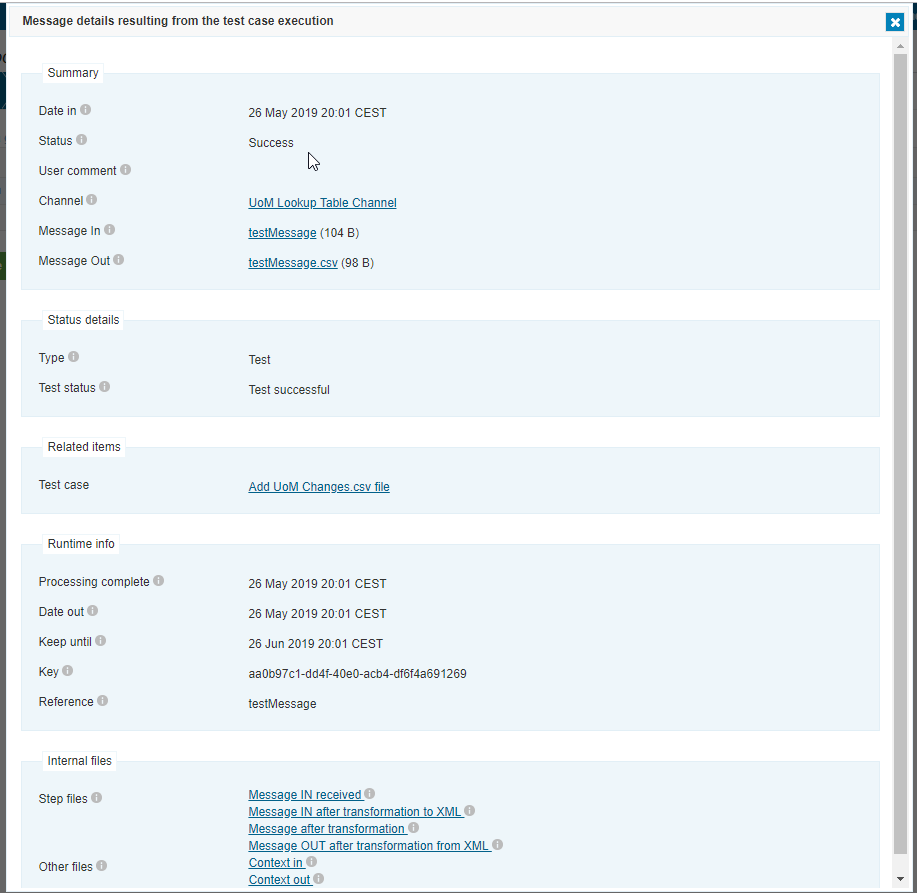 Message details resulting from the test case execution
Summary
Date in 26 May 2019 20:01 CEST
Status Success
User comment
Channel UoM Lookup Table Channel
Message In testMessage (104 B)
Message Out testMessage.csv (98 B)
Status details
Type Test
Test status Test successful
Related items
Test case Add UoM Changes.csv file
Runtime info
Processing complete 26 May 2019 20:01 CEST
Date out 26 May 2019 20:01 CEST
Keep until 26 Jun 2019 20:01 CEST
Key aa0b97c1-dd4f-40e0-acb4-df6f4a691269
Reference testMessage
Internal files
Step files Message IN received
Message IN after transformation to XML
Message after transformation
Message OUT after transformation from XML
Other files Context in
Context out